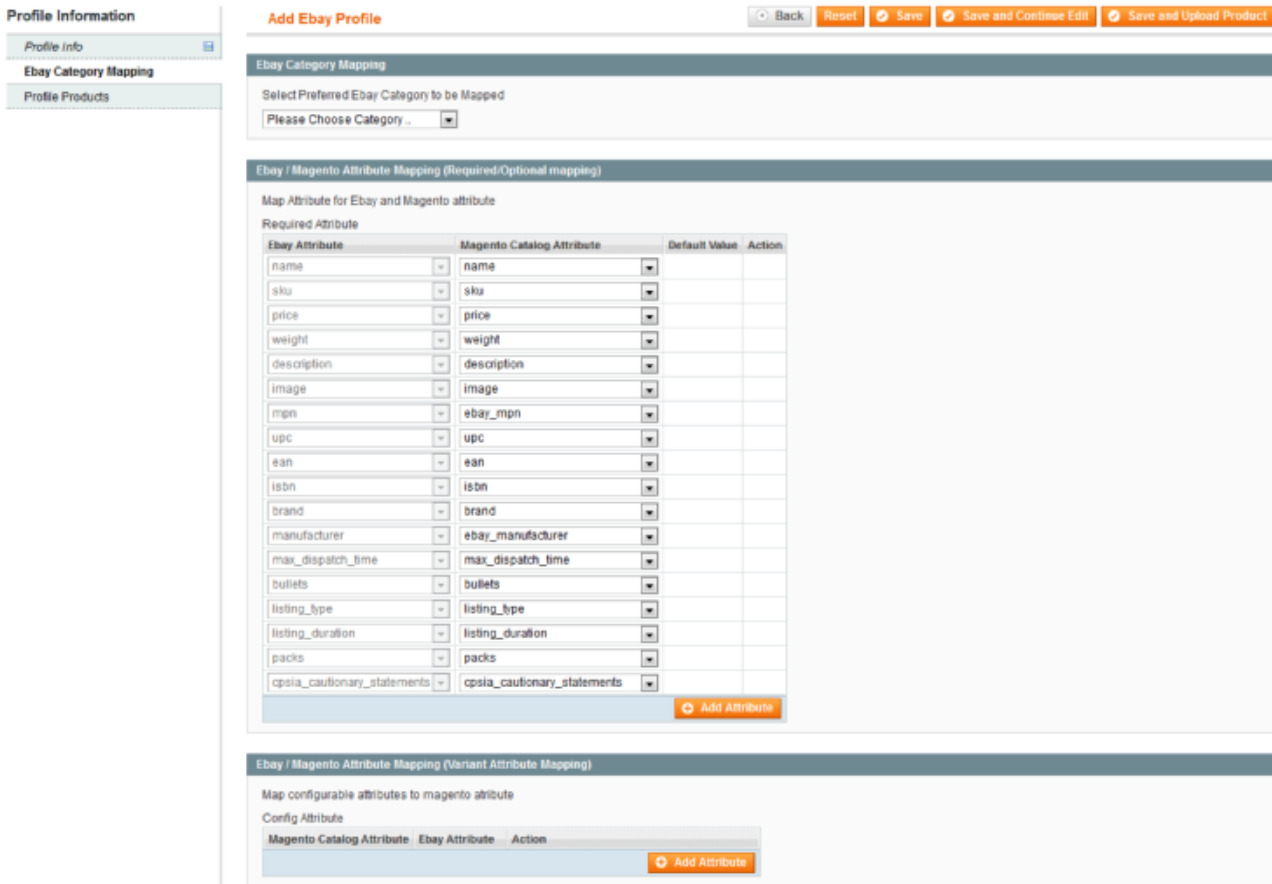 Profile Information
Profile Info
Ebay Category Mapping
Profile Products
Add Ebay Profile
Back Reset Save Save and Continue Edit Save and Upload Product
Ebay Category Mapping
Select Preferred Ebay Category to be Mapped
Please Choose Category ..
Ebay / Magento Attribute Mapping (Required/Optional mapping)
Map Attribute for Ebay and Magento attribute
Required Attribute
Ebay Attribute Magento Catalog Attribute Default Value Action
name name
sku sku
price price
weight weight
description description
image image
mpn ebay_mpn
upc upc
ean ean
isbn isbn
brand brand
manufacturer ebay_manufacturer
max_dispatch_time max_dispatch_time
bullets bullets
listing_type listing_type
listing_duration listing_duration
packs packs
cpsia_cautionary_statements cpsia_cautionary_statements
Add Attribute
Ebay / Magento Attribute Mapping (Variant Attribute Mapping)
Map configurable attributes to magento atribute
Config Attribute
Magento Catalog Attribute Ebay Attribute Action
Add Attribute